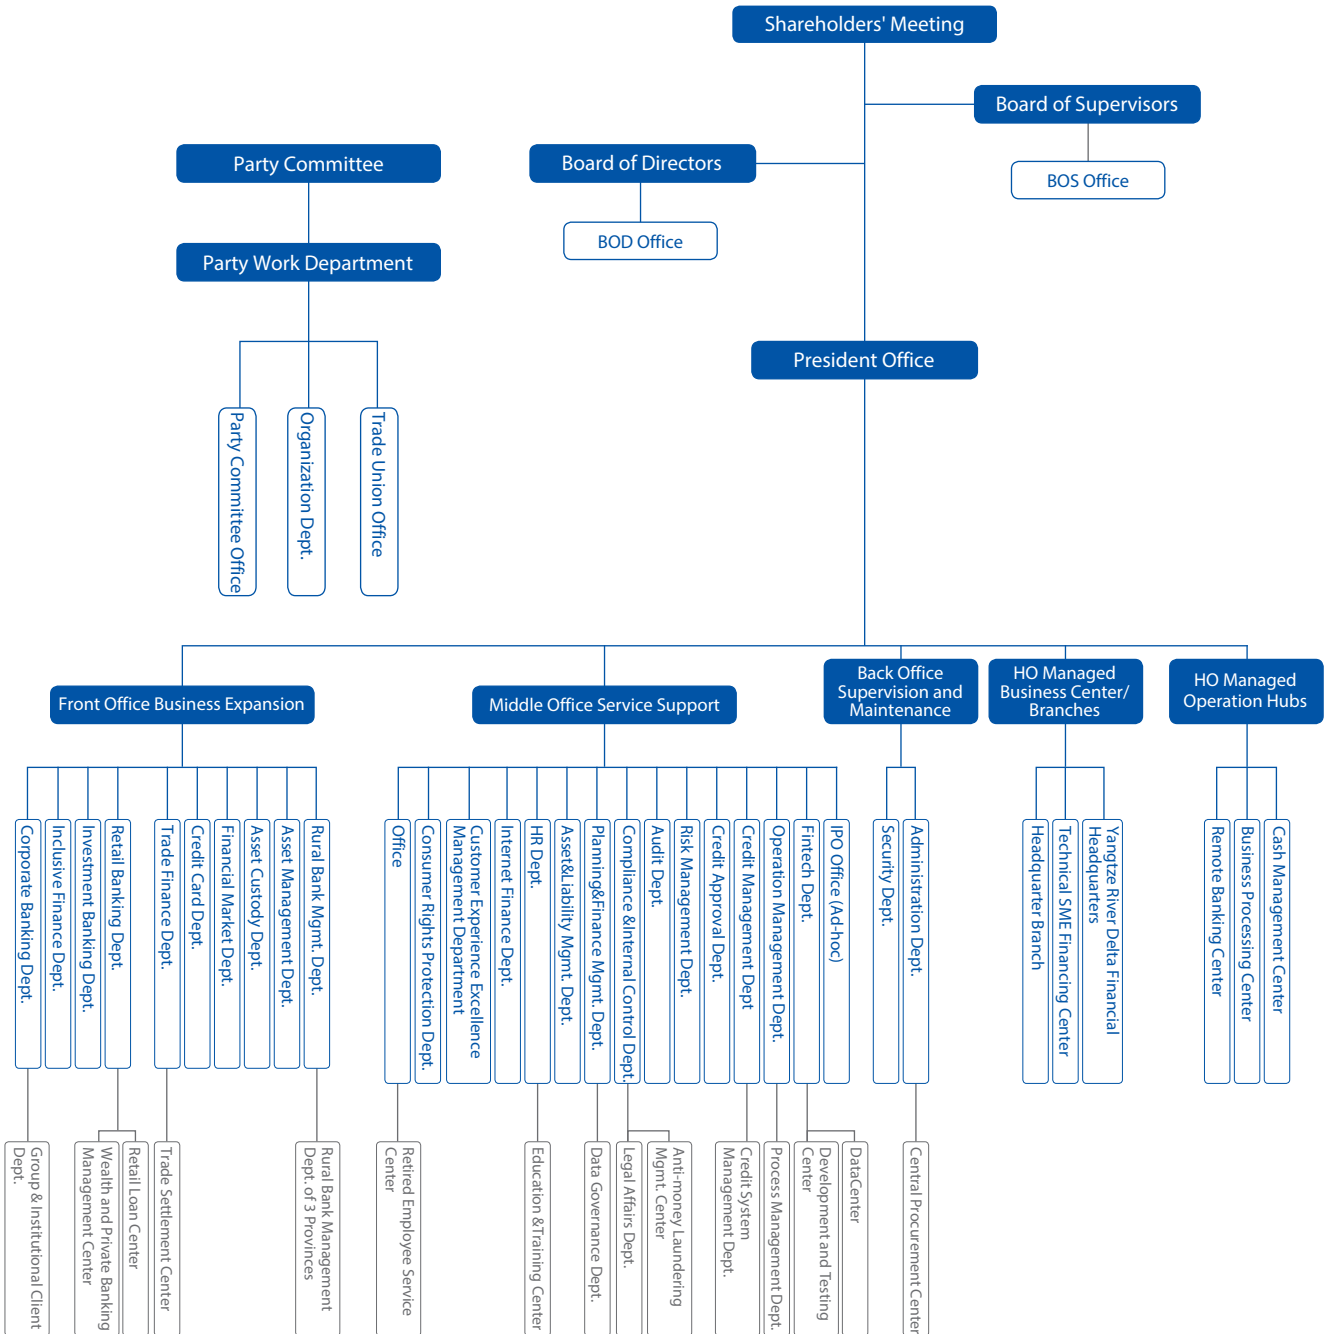 Shareholders' Meeting
Board of Supervisors
BOS Office
Party Committee
Board of Directors
BOD Office
Party Work Department
President Office
Party Committee Office
Organization Dept.
Trade Union Office
Front Office Business Expansion
Middle Office Service Support
Back Office
Supervision and
Maintenance
HO Managed
Business Center/
Branches
HO Managed
Operation Hubs
Corporate Banking Dept.
Inclusive Finance Dept.
Investment Banking Dept.
Retail Banking Dept.
Trade Finance Dept.
Credit Card Dept.
Financial Market Dept.
Asset Custody Dept.
Asset Management Dept.
Rural Bank Mgmt. Dept.
Office
Consumer Rights Protection Dept.
Customer Experience Excellence
Management Department
Internet Finance Dept.
HR Dept.
Asset&Liability Mgmt. Dept.
Planning&Finance Mgmt. Dept.
Compliance &Internal Control Dept.
Audit Dept.
Risk Management Dept.
Credit Approval Dept.
Credit Management Dept
Operation Management Dept.
Fintech Dept.
IPO Office (Ad-hoc)
Security Dept.
Administration Dept.
Headquarter Branch
Technical SME Financing Center
Yangtze River Delta Financial
Headquarters
Remote Banking Center
Business Processing Center
Cash Management Center
Group & Institutional Client
Dept.
Wealth and Private Banking
Management Center
Retail Loan Center
Trade Settlement Center
Rural Bank Management
Dept. of 3 Provinces
Retired Employee Service
Center
Education &Training Center
Data Governance Dept.
Legal Affairs Dept.
Anti-money Laundering
Mgmt. Center
Credit System
Management Dept.
Process Management Dept.
Development and Testing
Center
DataCenter
Central Procurement Center